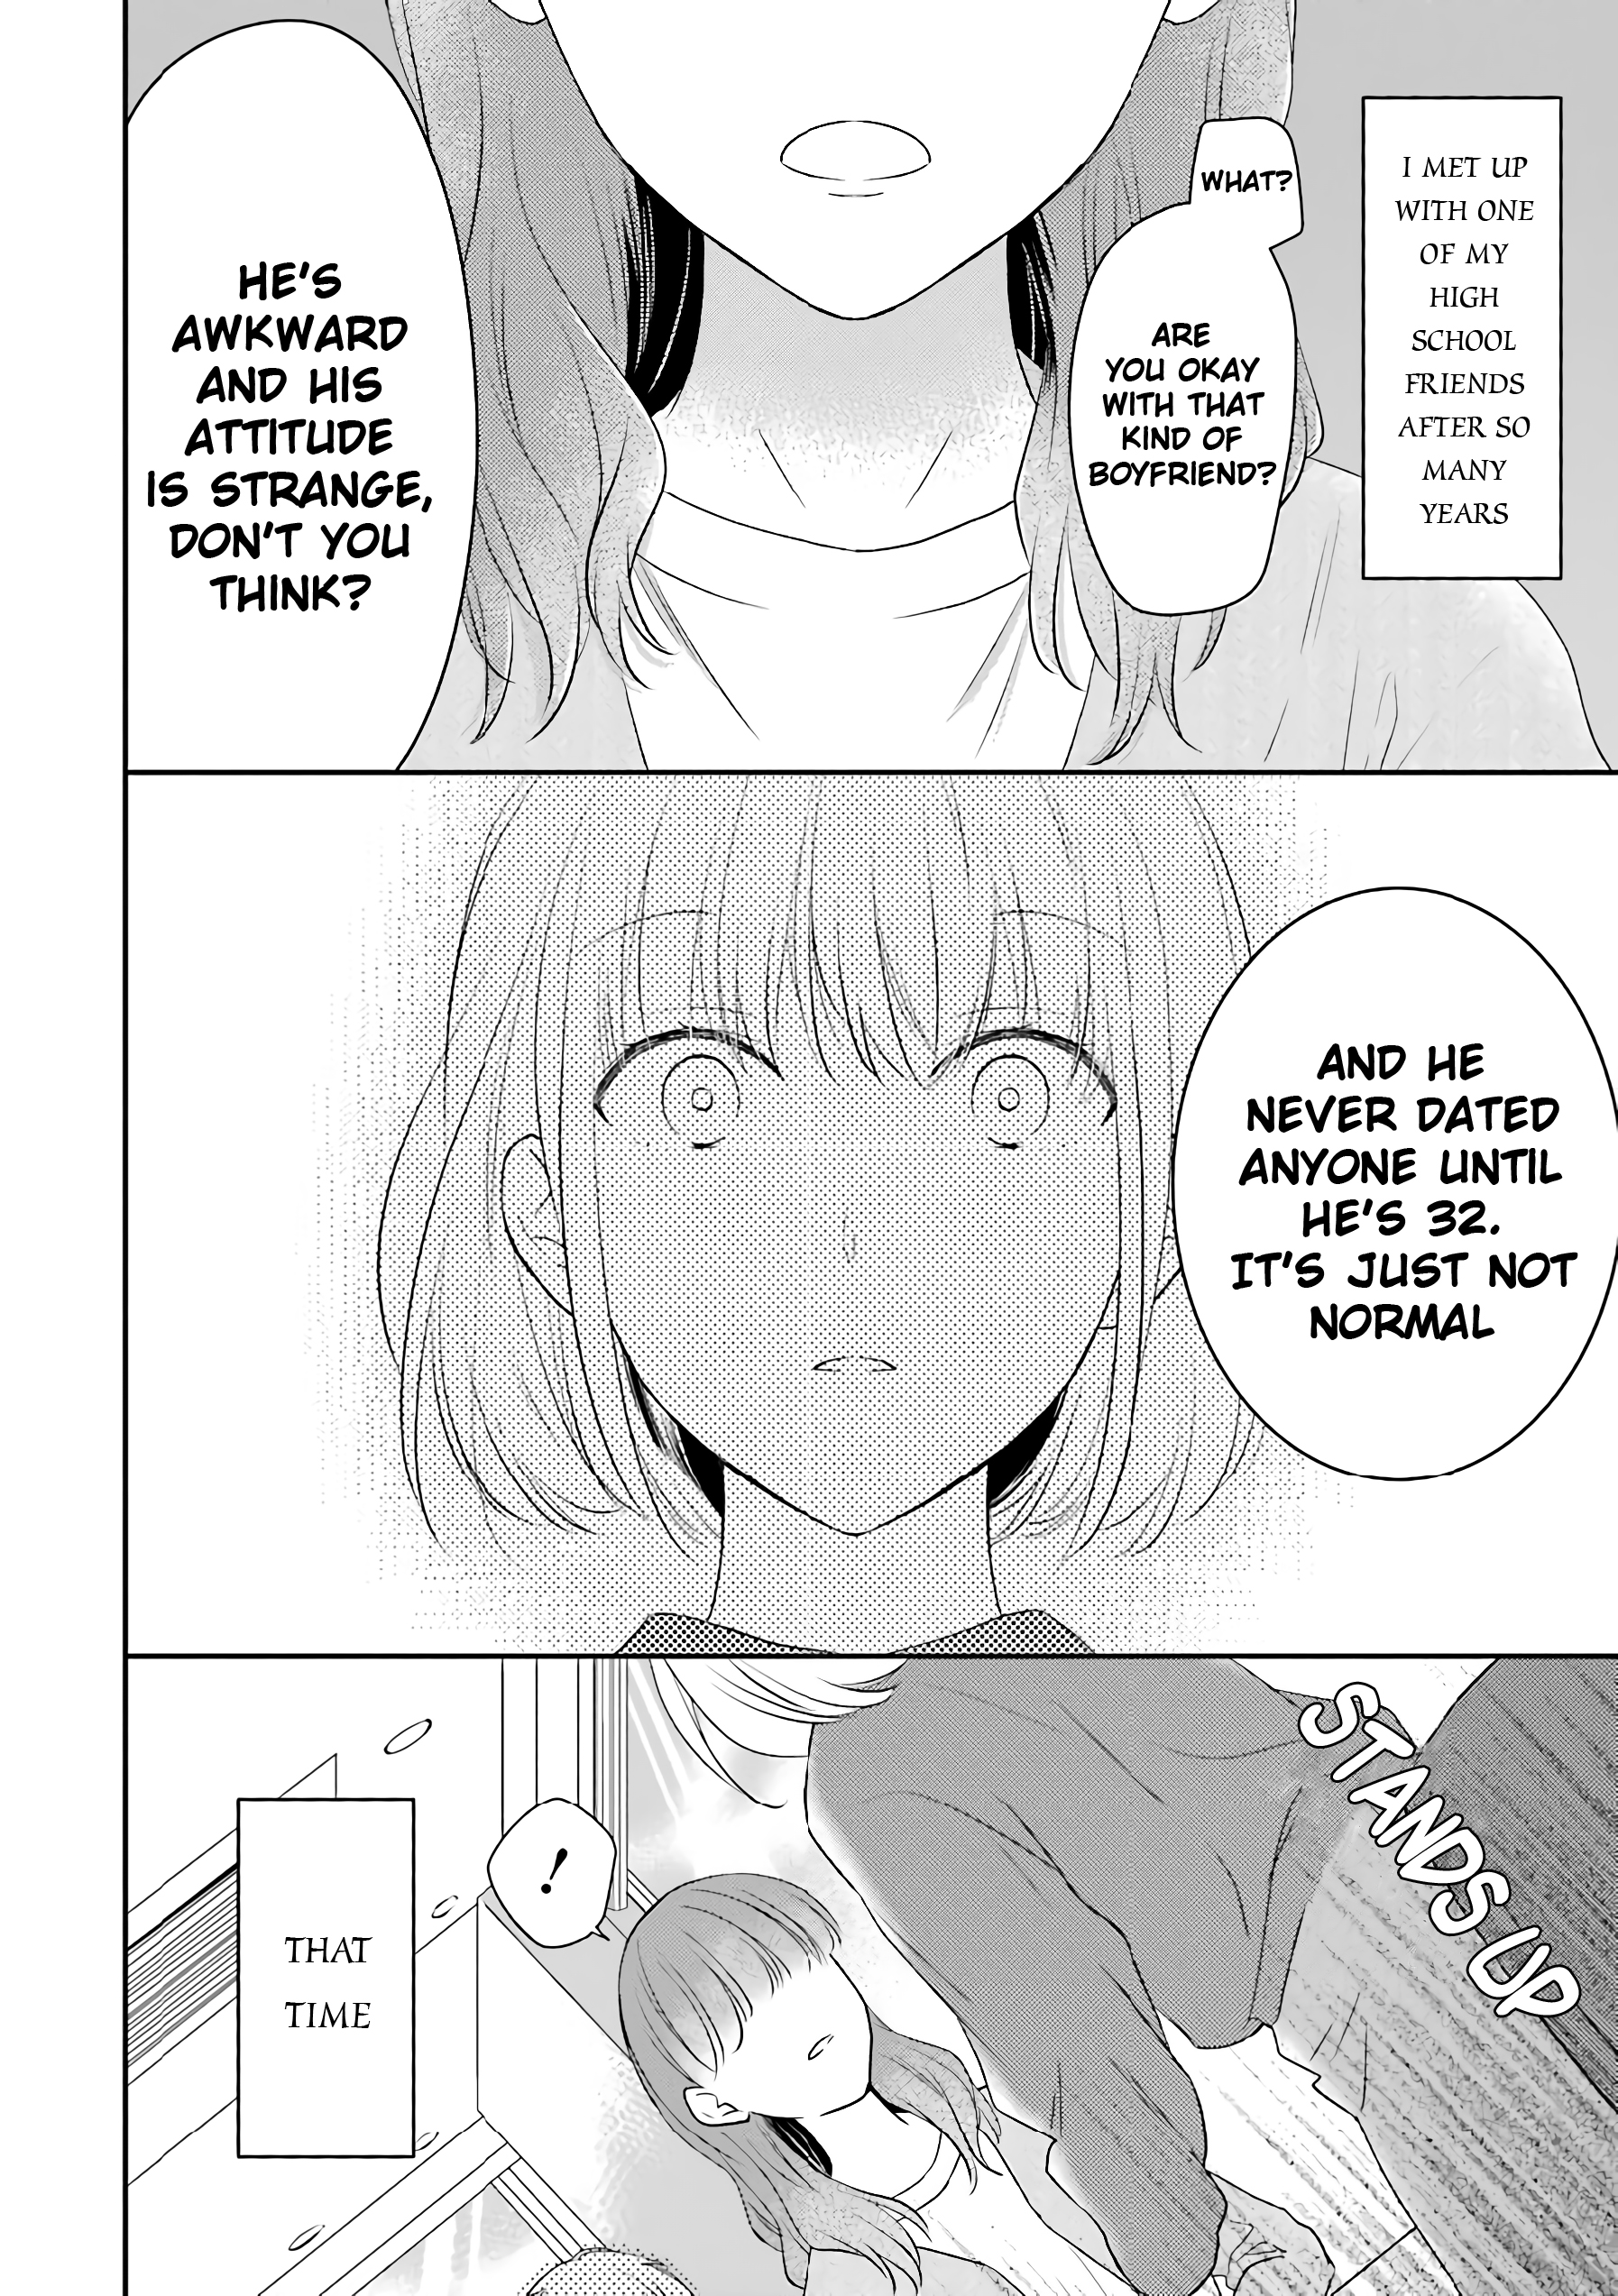 I MET UP
WITH ONE
OF MY
HIGH
SCHOOL
FRIENDS
AFTER SO
MANY
YEARS
WHAT?
ARE
YOU OKAY
WITH THAT
KIND OF
BOYFRIEND?
HE'S
AWKWARD
AND HIS
ATTITUDE
IS STRANGE,
DON'T YOU
THINK?
AND HE
NEVER DATED
ANYONE UNTIL
HE'S 32.
IT'S JUST NOT
NORMAL
STANDS UP
!
THAT
TIME